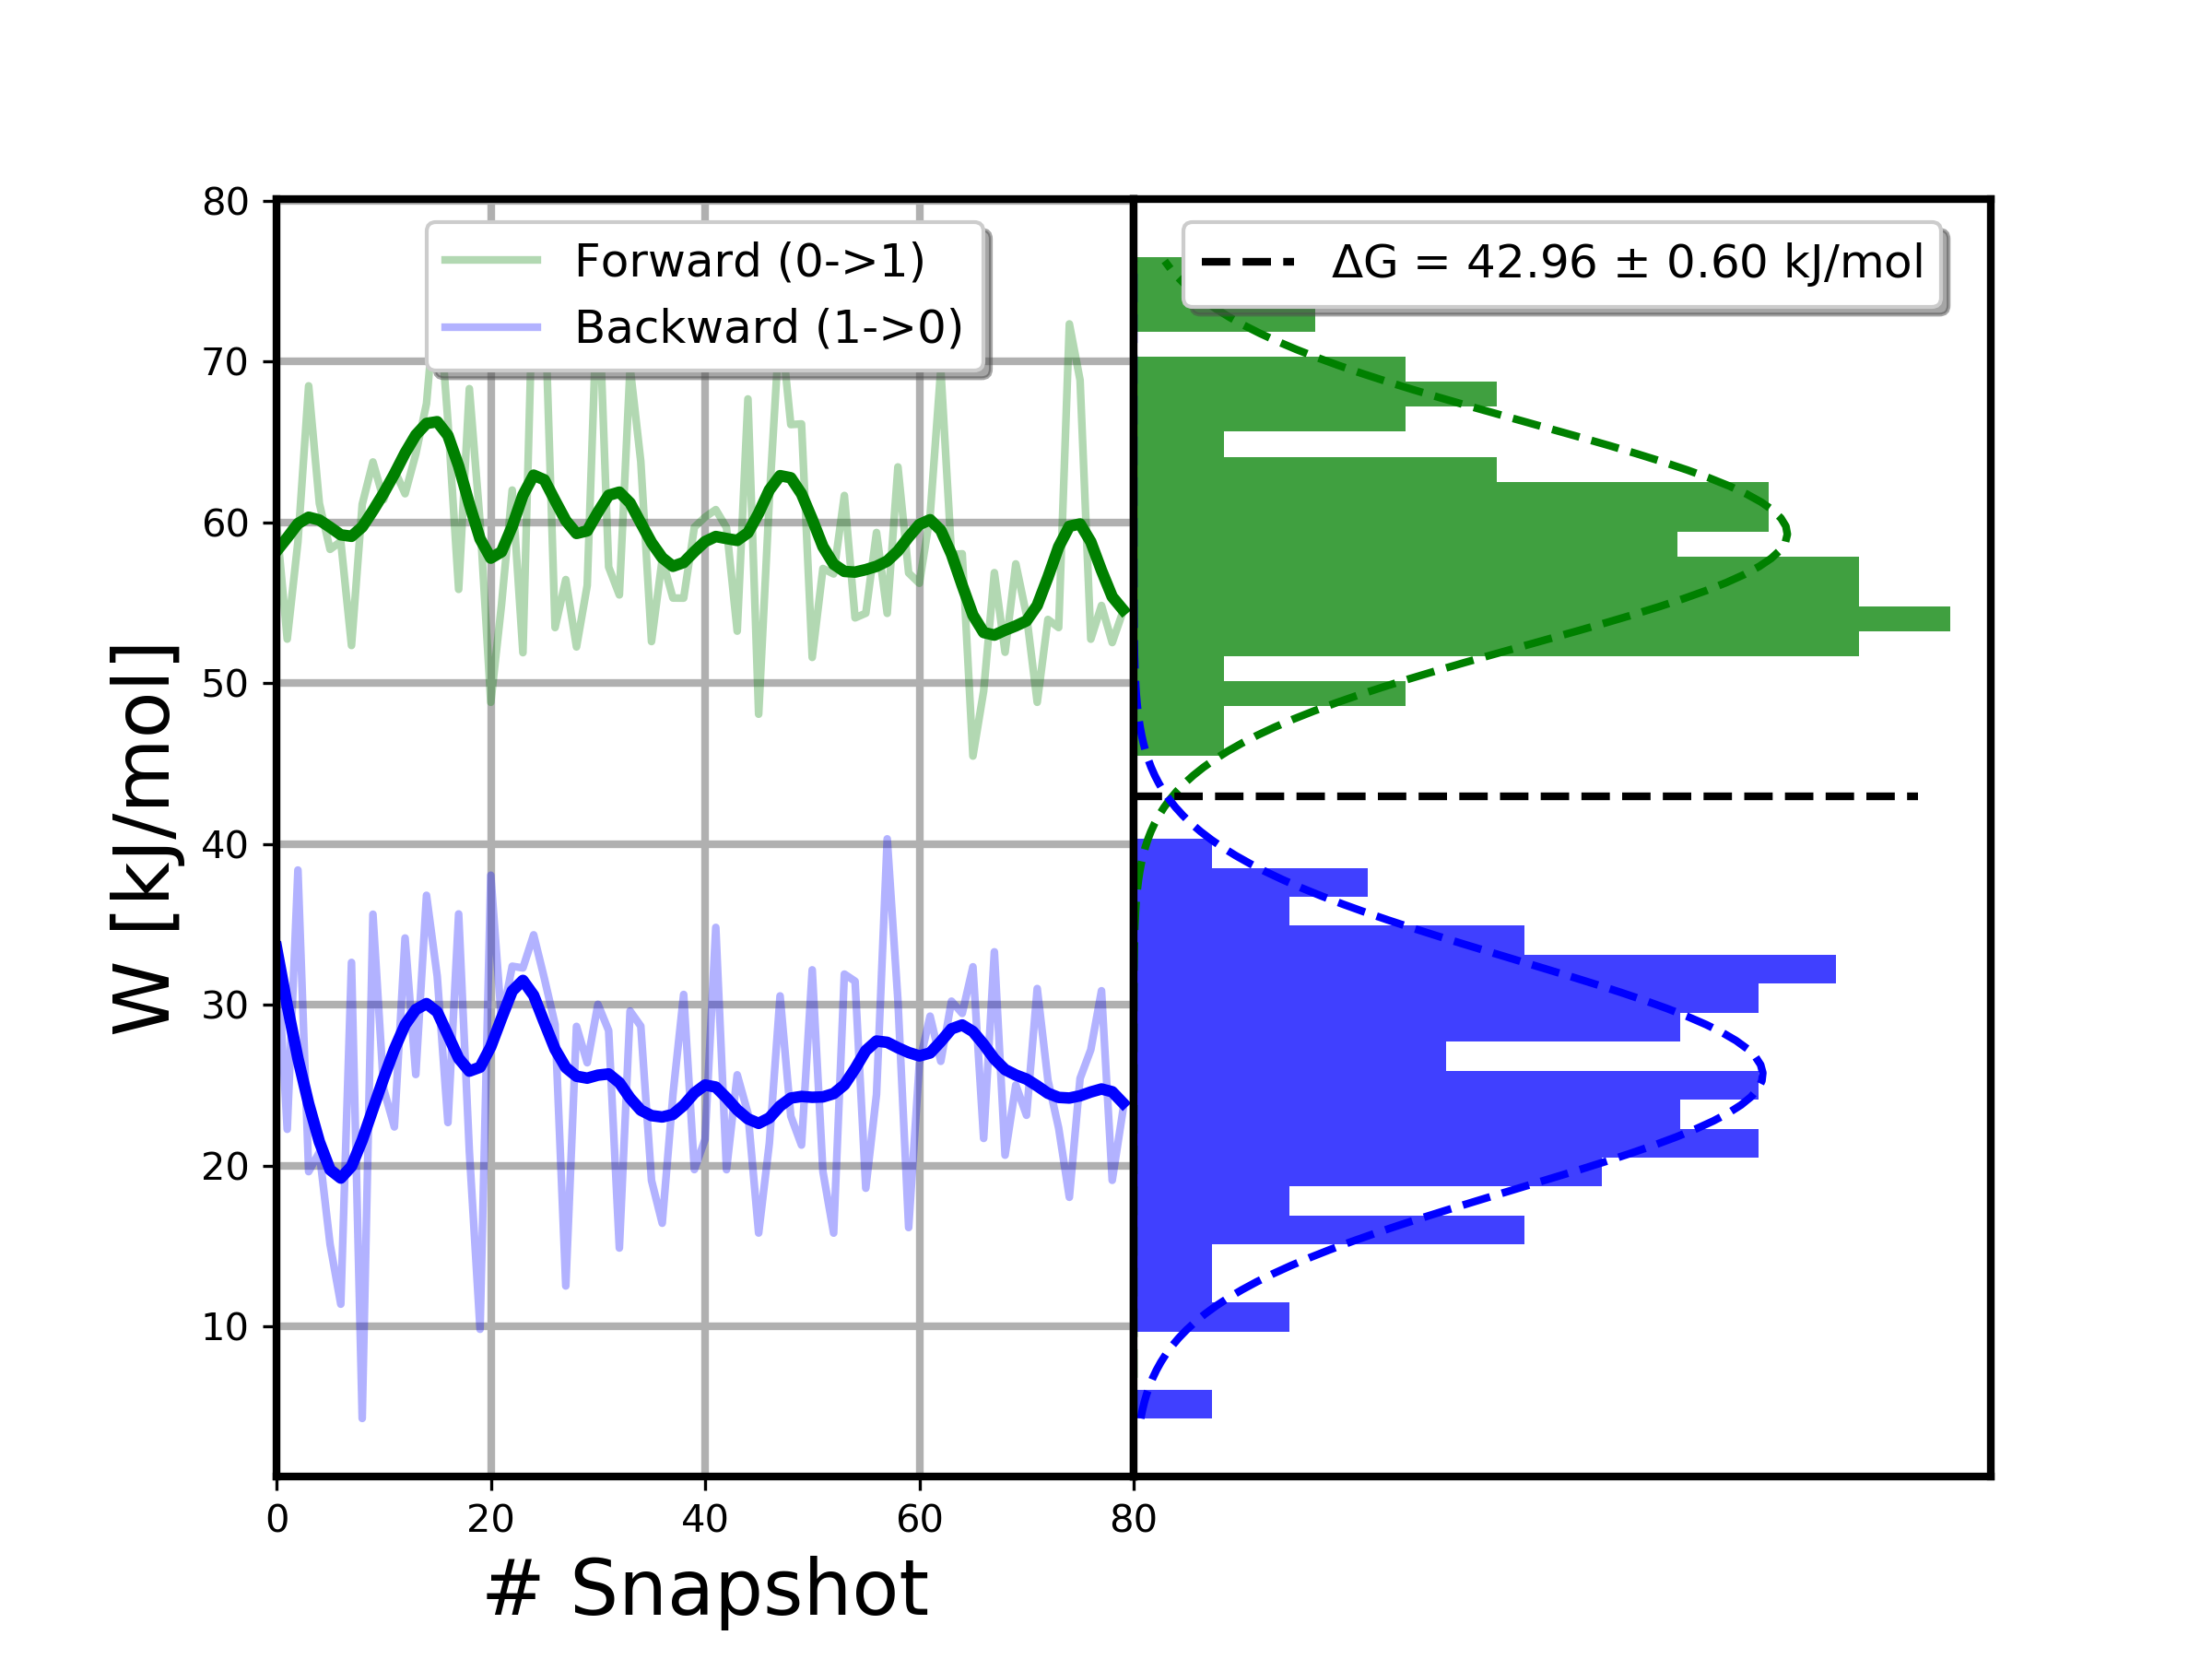 80
70
60
50
40
30
20
10
W [kJ/mol]
Forward (0->1)
Backward (1->0)
ΔG = 42.96 ± 0.60 kJ/mol
0 20 40 60 80
# Snapshot